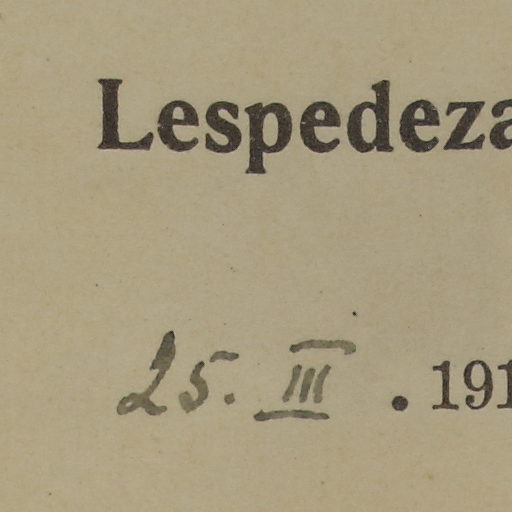 Lespedeza
25. III . 191